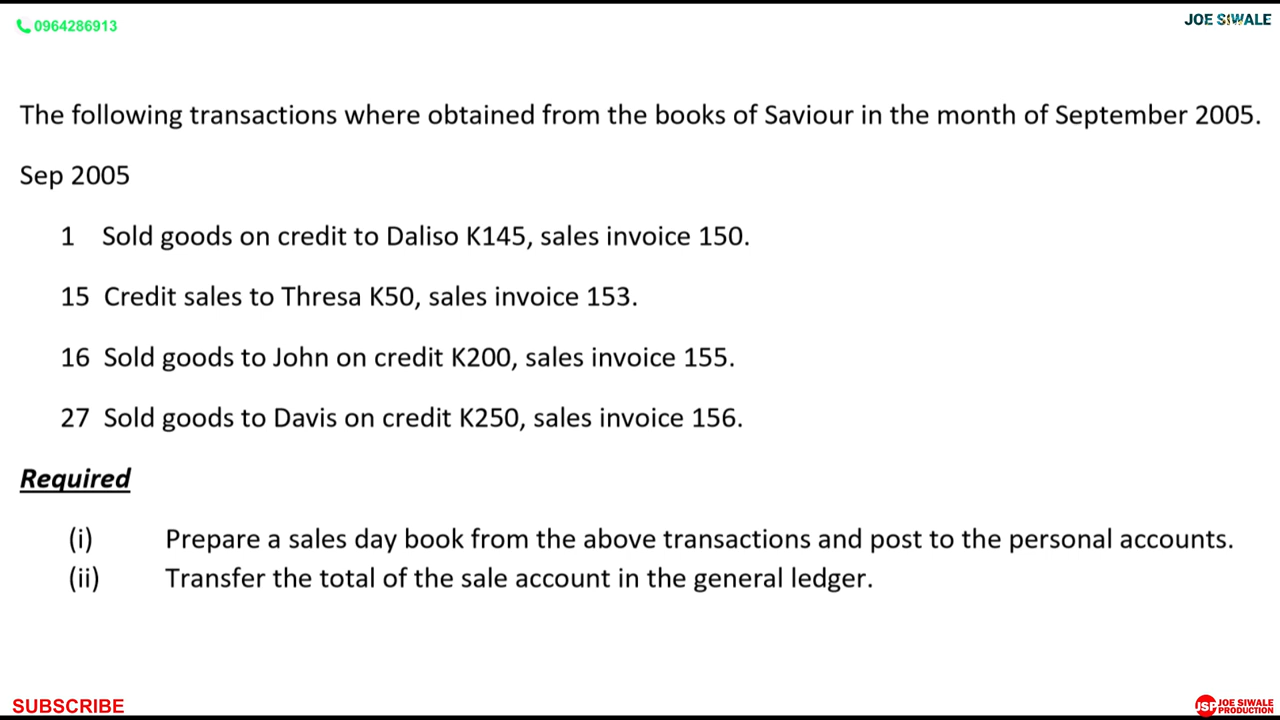 0964286913
JOE SIWALE
The following transactions where obtained from the books of Saviour in the month of September 2005.
Sep 2005
1 Sold goods on credit to Daliso K145, sales invoice 150.
15 Credit sales to Thresa K50, sales invoice 153.
16 Sold goods to John on credit K200, sales invoice 155.
27 Sold goods to Davis on credit K250, sales invoice 156.
Required
(i) Prepare a sales day book from the above transactions and post to the personal accounts.
(ii) Transfer the total of the sale account in the general ledger.
SUBSCRIBE
JSP JOE SIWALE
PRODUCTION